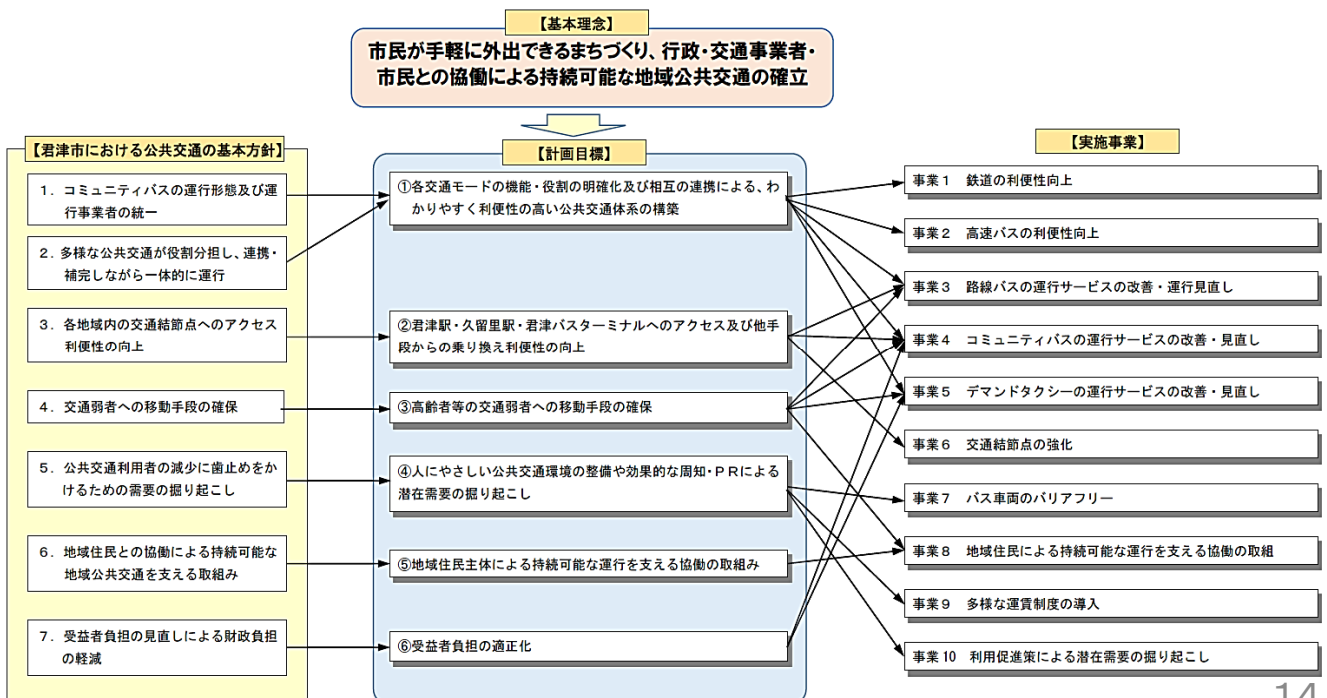 【基本理念】
市民が手軽に外出できるまちづくり、行政・交通事業者・
市民との協働による持続可能な地域公共交通の確立
【君津市における公共交通の基本方針】
1．コミュニティバスの運行形態及び運
行事業者の統一
2．多様な公共交通が役割分担し、連携・
補完しながら一体的に運行
3．各地域内の交通結節点へのアクセス
利便性の向上
4．交通弱者への移動手段の確保
5．公共交通利用者の減少に歯止めをか
けるための需要の掘り起こし
6．地域住民との協働による持続可能な
地域公共交通を支える取組み
7．受益者負担の見直しによる財政負担
の軽減
【計画目標】
①各交通モードの機能・役割の明確化及び相互の連携による、わ
かりやすく利便性の高い公共交通体系の構築
②君津駅・久留里駅・君津バスターミナルへのアクセス及び他手
段からの乗り換え利便性の向上
③高齢者等の交通弱者への移動手段の確保
④人にやさしい公共交通環境の整備や効果的な周知・ＰＲによる
潜在需要の掘り起こし
⑤地域住民主体による持続可能な運行を支える協働の取組み
⑥受益者負担の適正化
【実施事業】
事業1 鉄道の利便性向上
事業2 高速バスの利便性向上
事業3 路線バスの運行サービスの改善・運行見直し
事業4 コミュニティバスの運行サービスの改善・見直し
事業5 デマンドタクシーの運行サービスの改善・見直し
事業6 交通結節点の強化
事業7 バス車両のバリアフリー
事業8 地域住民による持続可能な運行を支える協働の取組
事業9 多様な運賃制度の導入
事業10 利用促進策による潜在需要の掘り起こし
14